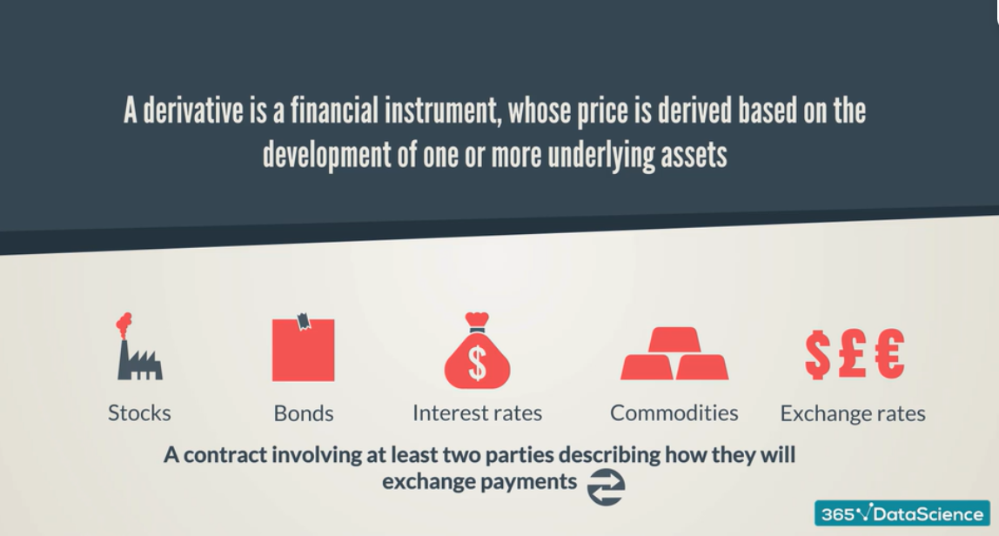 A derivative is a financial instrument, whose price is derived based on the
development of one or more underlying assets
$
$£€
Stocks
Bonds
Interest rates
Commodities
Exchange rates
A contract involving at least two parties describing how they will
exchange payments
365 DataScience